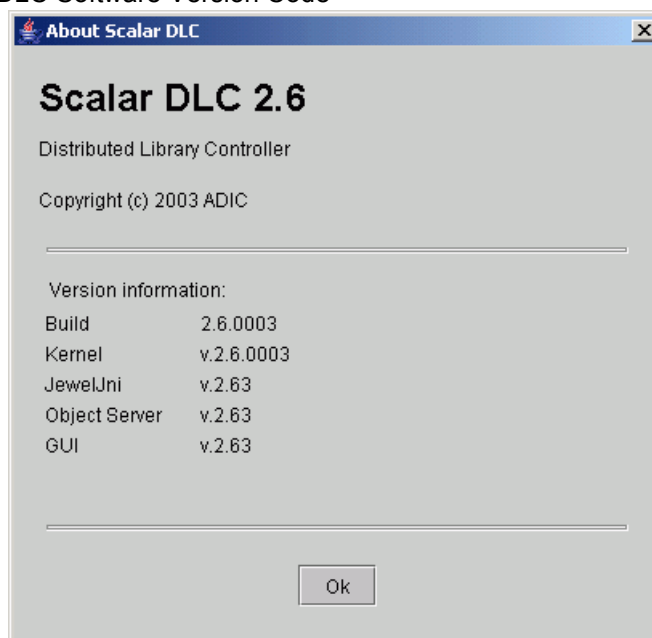 DLC Software Version Code
About Scalar DLC
Scalar DLC 2.6
Distributed Library Controller
Copyright (c) 2003 ADIC
Version information:
Build 2.6.0003
Kernel v.2.6.0003
JewelJni v.2.63
Object Server v.2.63
GUI v.2.63
Ok